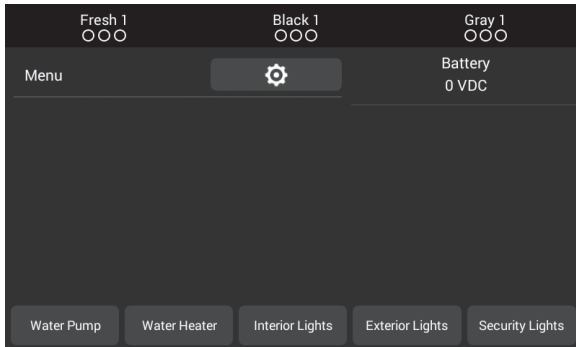 Fresh 1
Black 1
Gray 1
Menu
Battery
0 VDC
Water Pump
Water Heater
Interior Lights
Exterior Lights
Security Lights